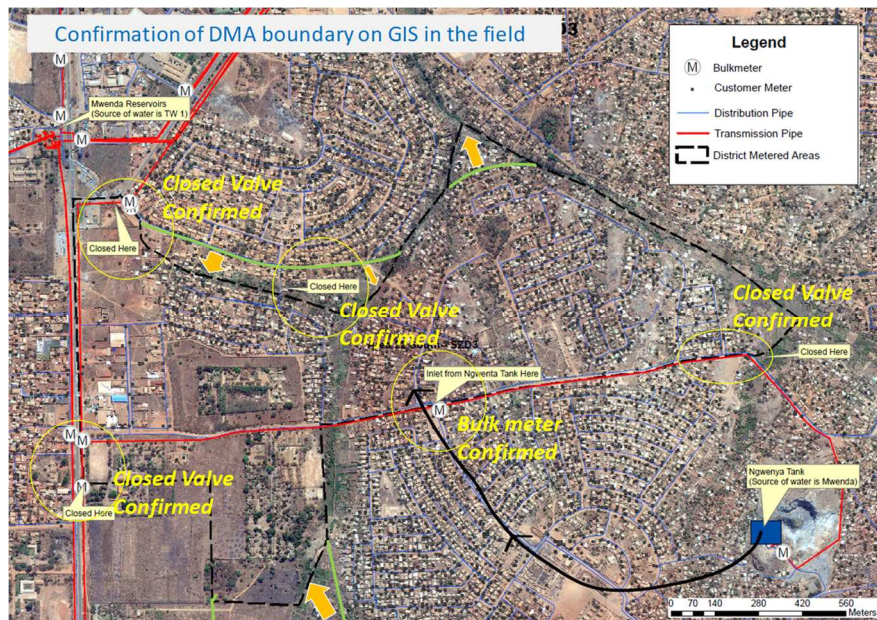 Confirmation of DMA boundary on GIS in the field
Legend
M Bulkmeter
Customer Meter
Distribution Pipe
Transmission Pipe
District Metered Areas
M
M
M
Mwenda Reservoirs
(Source of water is TW 1)
M
M
Closed Valve
Confirmed
Closed Here
Closed Here
Closed Valve
Confirmed
Closed Valve
Confirmed
Closed Here
SZD3
Inlet from Ngwenta Tank Here
M
Bulk meter
Confirmed
M M
M
Closed Here
Closed Valve
Confirmed
Ngwenya Tank
(Source of water is Mwenda)
M
0 70 140 280 420 560
Meters